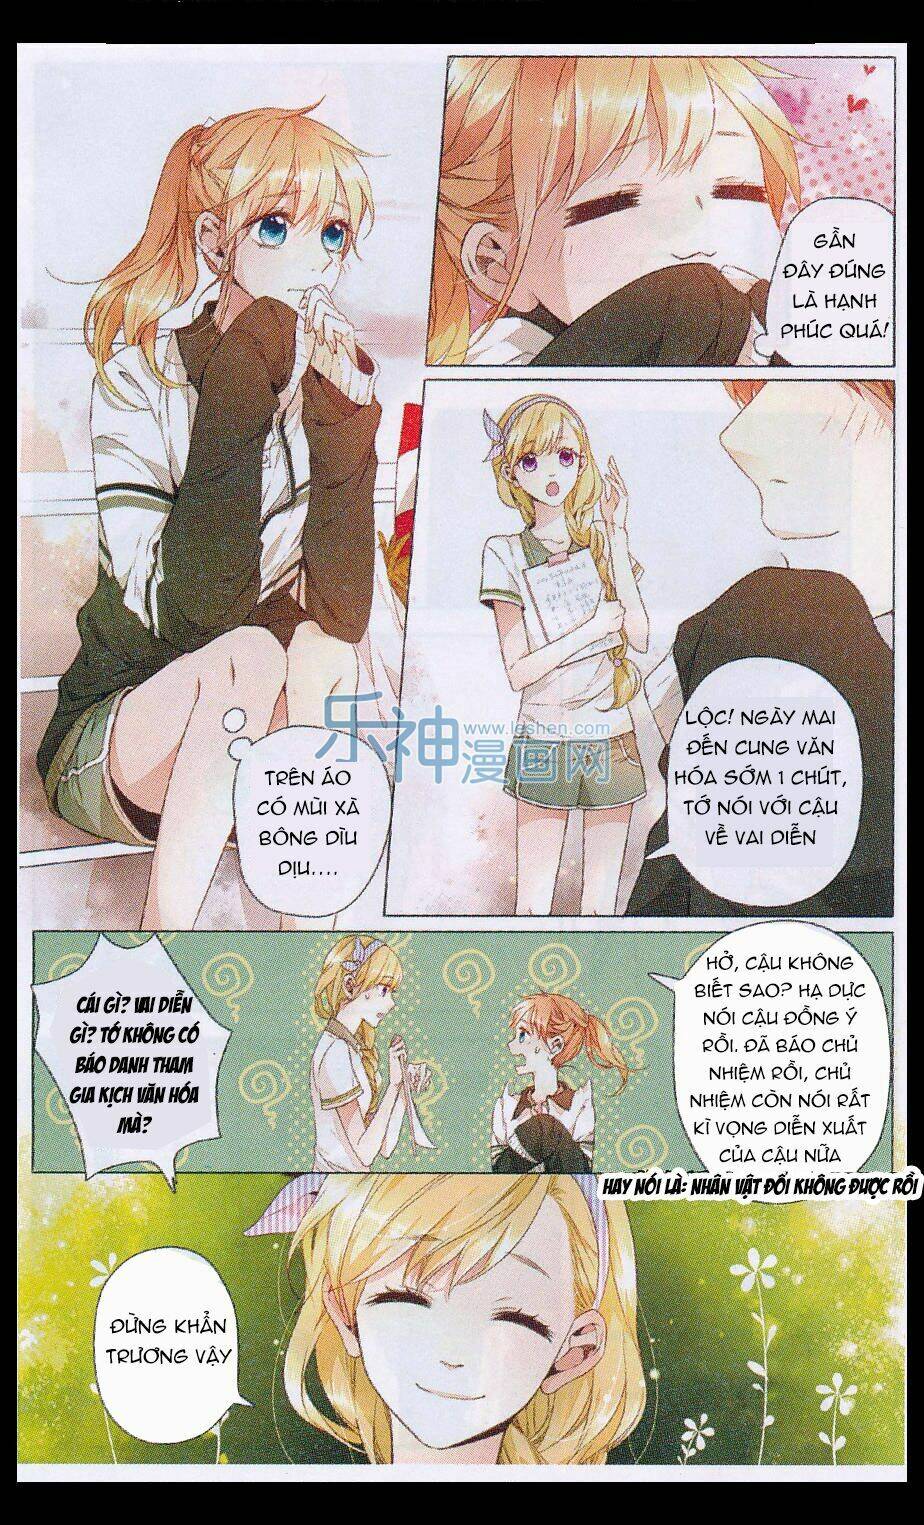 GẦN
ĐÂY ĐÚNG
LÀ HẠNH
PHÚC QUÁ!
TRÊN ÁO
CÓ MÙI XÀ
BÔNG DÌU
DỊU....
LỘC! NGÀY MAI
ĐẾN CUNG VĂN
HÓA SỚM 1 CHÚT,
TỚ NÓI VỚI CẬU
VỀ VAI DIỄN
乐神漫画网
www.leshen.com
CÁI GÌ? VAI DIỄN
GÌ? TỚ KHÔNG CÓ
BÁO DANH THAM
GIA KỊCH VĂN HÓA
MÀ?
HỞ, CẬU KHÔNG
BIẾT SAO? HẠ DỰC
NÓI CẬU ĐỒNG Ý
RỒI. ĐÃ BÁO CHỦ
NHIỆM RỒI, CHỦ
NHIỆM CÒN NÓI RẤT
KÌ VỌNG DIỄN XUẤT
CỦA CẬU NỮA
HAY NÓI LÀ: NHÂN VẬT ĐỔI KHÔNG ĐƯỢC RỒI
ĐỪNG KHẨN
TRƯƠNG VẬY